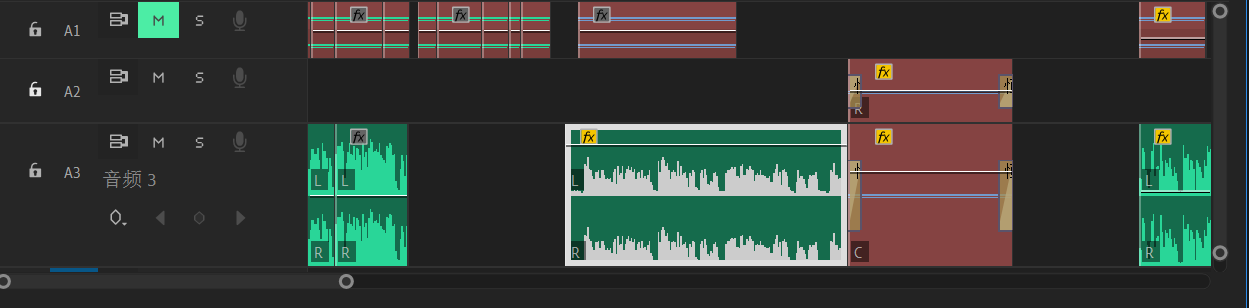 A1 M S fx fx fx fx
A2 M S fx R
A3 M S fx fx fx fx
音频 3
L L L L
R R R C R